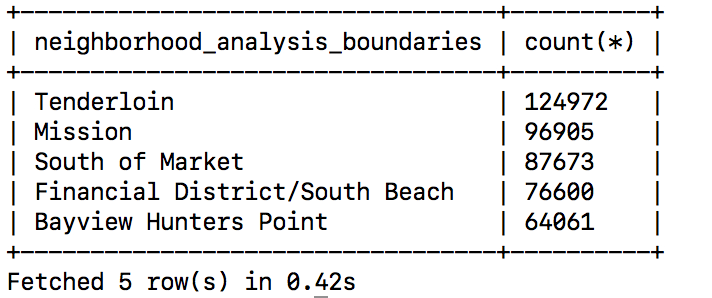 +-------------------------------------+----------+
| neighborhood_analysis_boundaries | count(*) |
+-------------------------------------+----------+
| Tenderloin | 124972 |
| Mission | 96905 |
| South of Market | 87673 |
| Financial District/South Beach | 76600 |
| Bayview Hunters Point | 64061 |
+-------------------------------------+----------+
Fetched 5 row(s) in 0.42s